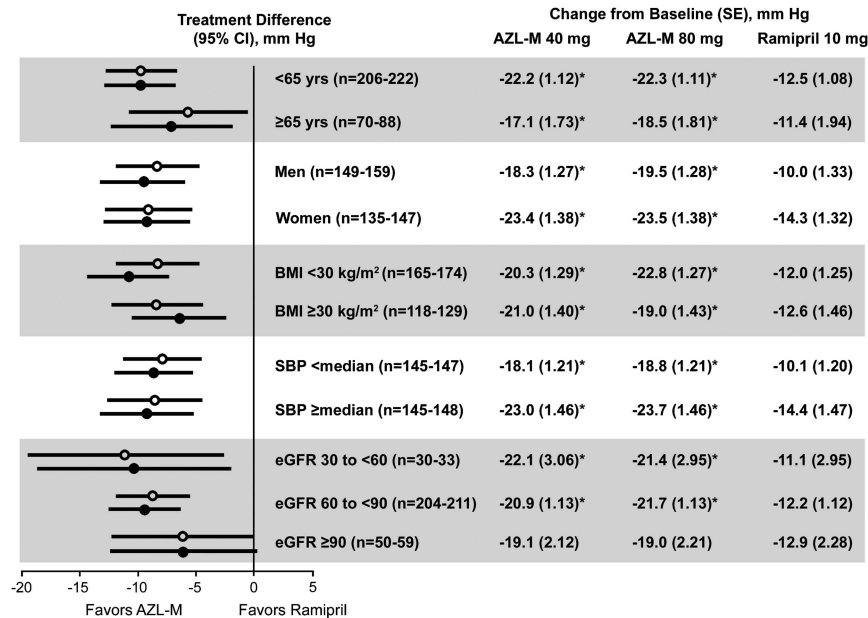 Treatment Difference
(95% CI), mm Hg
Change from Baseline (SE), mm Hg
AZL-M 40 mg AZL-M 80 mg Ramipril 10 mg
<65 yrs (n=206-222) -22.2 (1.12)* -22.3 (1.11)* -12.5 (1.08)
≥65 yrs (n=70-88) -17.1 (1.73)* -18.5 (1.81)* -11.4 (1.94)
Men (n=149-159) -18.3 (1.27)* -19.5 (1.28)* -10.0 (1.33)
Women (n=135-147) -23.4 (1.38)* -23.5 (1.38)* -14.3 (1.32)
BMI <30 kg/m² (n=165-174) -20.3 (1.29)* -22.8 (1.27)* -12.0 (1.25)
BMI ≥30 kg/m² (n=118-129) -21.0 (1.40)* -19.0 (1.43)* -12.6 (1.46)
SBP <median (n=145-147) -18.1 (1.21)* -18.8 (1.21)* -10.1 (1.20)
SBP ≥median (n=145-148) -23.0 (1.46)* -23.7 (1.46)* -14.4 (1.47)
eGFR 30 to <60 (n=30-33) -22.1 (3.06)* -21.4 (2.95)* -11.1 (2.95)
eGFR 60 to <90 (n=204-211) -20.9 (1.13)* -21.7 (1.13)* -12.2 (1.12)
eGFR ≥90 (n=50-59) -19.1 (2.12) -19.0 (2.21) -12.9 (2.28)
-20 -15 -10 -5 0 5
Favors AZL-M Favors Ramipril